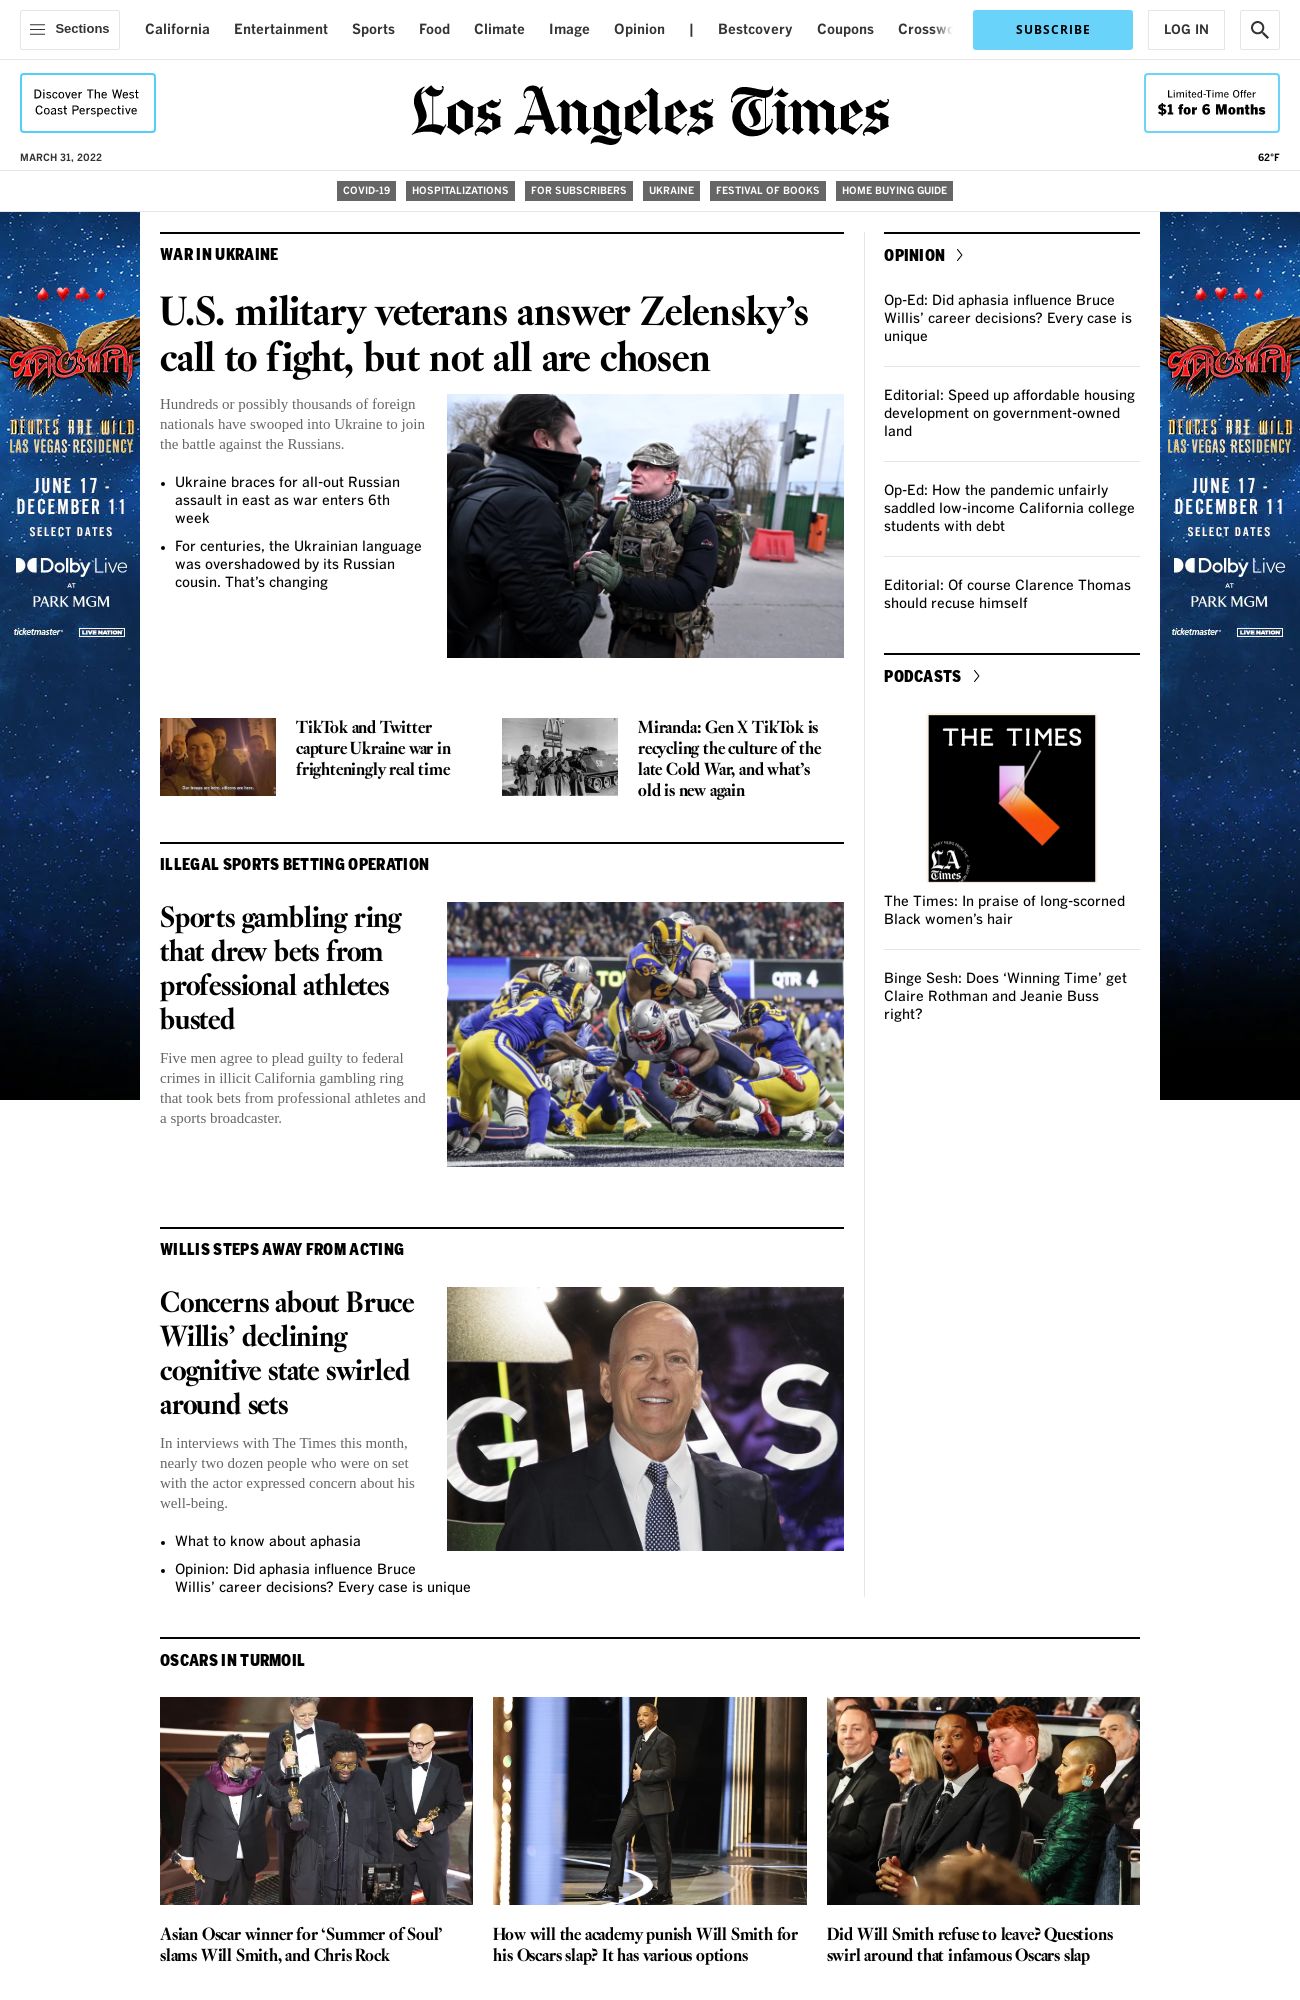 Sections
California Entertainment Sports Food Climate Image Opinion | Bestcovery Coupons
SUBSCRIBE
LOG IN
Discover The West
Coast Perspective
Los Angeles Times
Limited-Time Offer
$1 for 6 Months
MARCH 31, 2022
62°F
COVID-19 HOSPITALIZATIONS FOR SUBSCRIBERS UKRAINE FESTIVAL OF BOOKS HOME BUYING GUIDE
AEROSMITH
DEUCES ARE WILD
LAS VEGAS RESIDENCY
JUNE 17 -
DECEMBER 11
SELECT DATES
Dolby Live
AT
PARK MGM
ticketmaster LIVE NATION
WAR IN UKRAINE
U.S. military veterans answer Zelensky’s
call to fight, but not all are chosen
Hundreds or possibly thousands of foreign
nationals have swooped into Ukraine to join
the battle against the Russians.
• Ukraine braces for all-out Russian
assault in east as war enters 6th
week
• For centuries, the Ukrainian language
was overshadowed by its Russian
cousin. That’s changing
Our troops are here, citizens are here.
TikTok and Twitter
capture Ukraine war in
frighteningly real time
Miranda: Gen X TikTok is
recycling the culture of the
late Cold War, and what’s
old is new again
ILLEGAL SPORTS BETTING OPERATION
Sports gambling ring
that drew bets from
professional athletes
busted
Five men agree to plead guilty to federal
crimes in illicit California gambling ring
that took bets from professional athletes and
a sports broadcaster.
QTR 4
WILLIS STEPS AWAY FROM ACTING
Concerns about Bruce
Willis’ declining
cognitive state swirled
around sets
In interviews with The Times this month,
nearly two dozen people who were on set
with the actor expressed concern about his
well-being.
• What to know about aphasia
• Opinion: Did aphasia influence Bruce
Willis’ career decisions? Every case is unique
GLAS
OPINION
Op-Ed: Did aphasia influence Bruce
Willis’ career decisions? Every case is
unique
Editorial: Speed up affordable housing
development on government-owned
land
Op-Ed: How the pandemic unfairly
saddled low-income California college
students with debt
Editorial: Of course Clarence Thomas
should recuse himself
PODCASTS
THE TIMES
LA
Times
The Times: In praise of long-scorned
Black women’s hair
Binge Sesh: Does ‘Winning Time’ get
Claire Rothman and Jeanie Buss
right?
AEROSMITH
DEUCES ARE WILD
LAS VEGAS RESIDENCY
JUNE 17 -
DECEMBER 11
SELECT DATES
Dolby Live
AT
PARK MGM
ticketmaster LIVE NATION
OSCARS IN TURMOIL
Asian Oscar winner for ‘Summer of Soul’
slams Will Smith, and Chris Rock
How will the academy punish Will Smith for
his Oscars slap? It has various options
Did Will Smith refuse to leave? Questions
swirl around that infamous Oscars slap